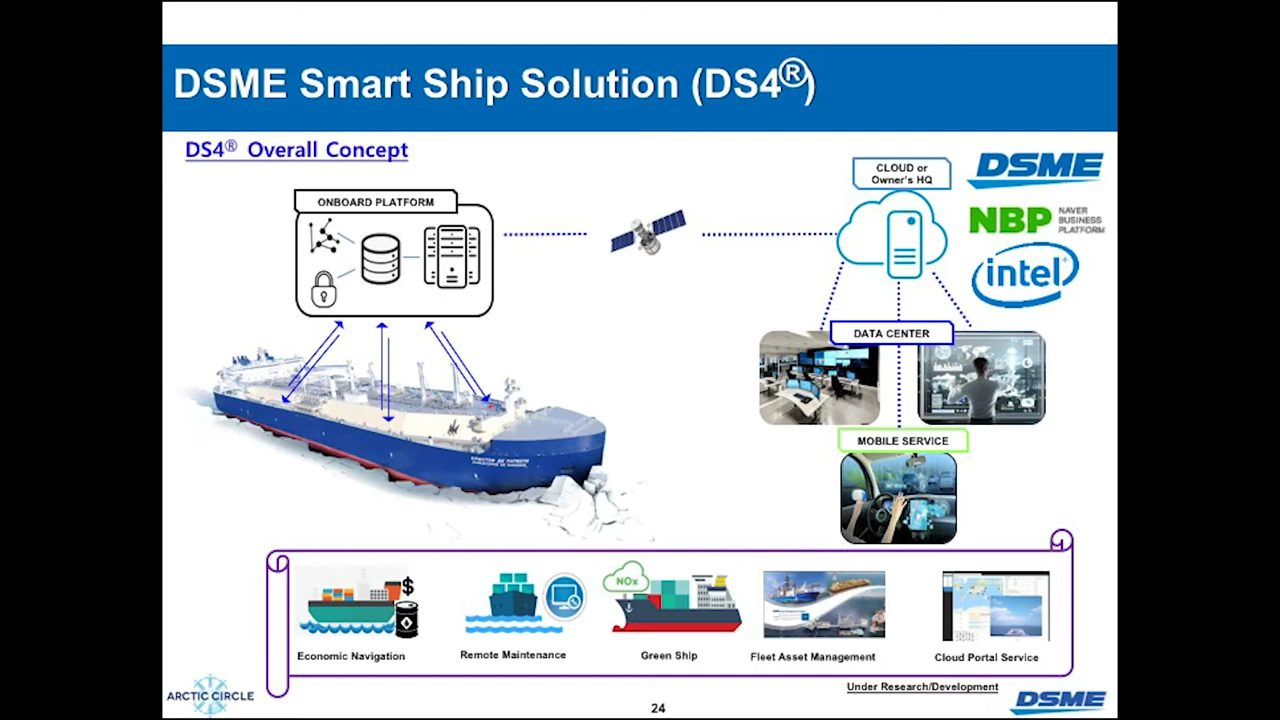 DSME Smart Ship Solution (DS4®)
DS4® Overall Concept
CLOUD or
Owner's HQ
DSME
ONBOARD PLATFORM
NBP
NAVER
BUSINESS
PLATFORM
intel
DATA CENTER
MOBILE SERVICE
NOx
$
Economic Navigation
Remote Maintenance
Green Ship
Fleet Asset Management
Cloud Portal Service
Under Research/Development
ARCTIC CIRCLE
24
DSME